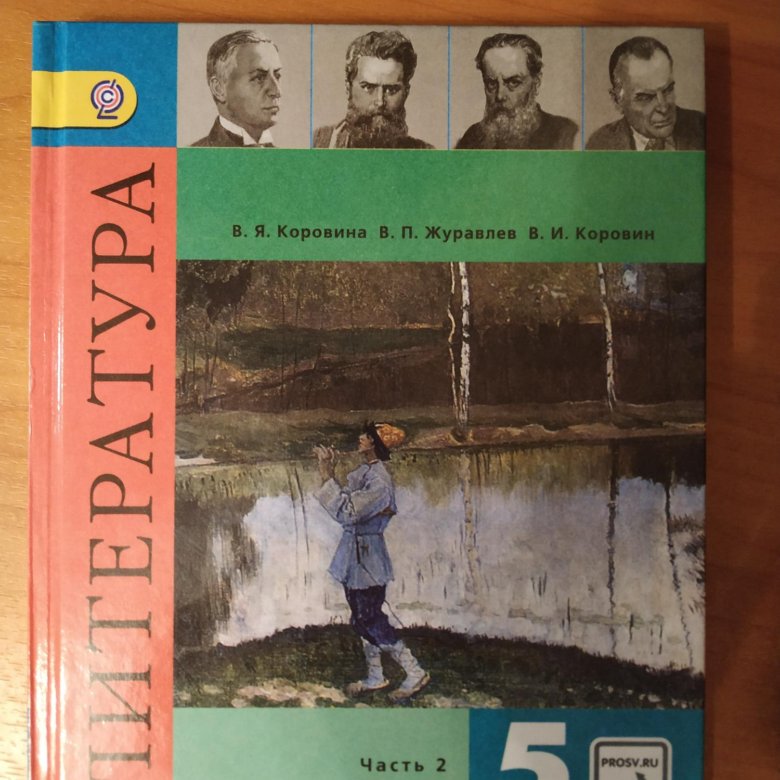 В. Я. Коровина В. П. Журавлев В. И. Коровин
ЛИТЕРАТУРА
Часть 2
5
PROSV.RU